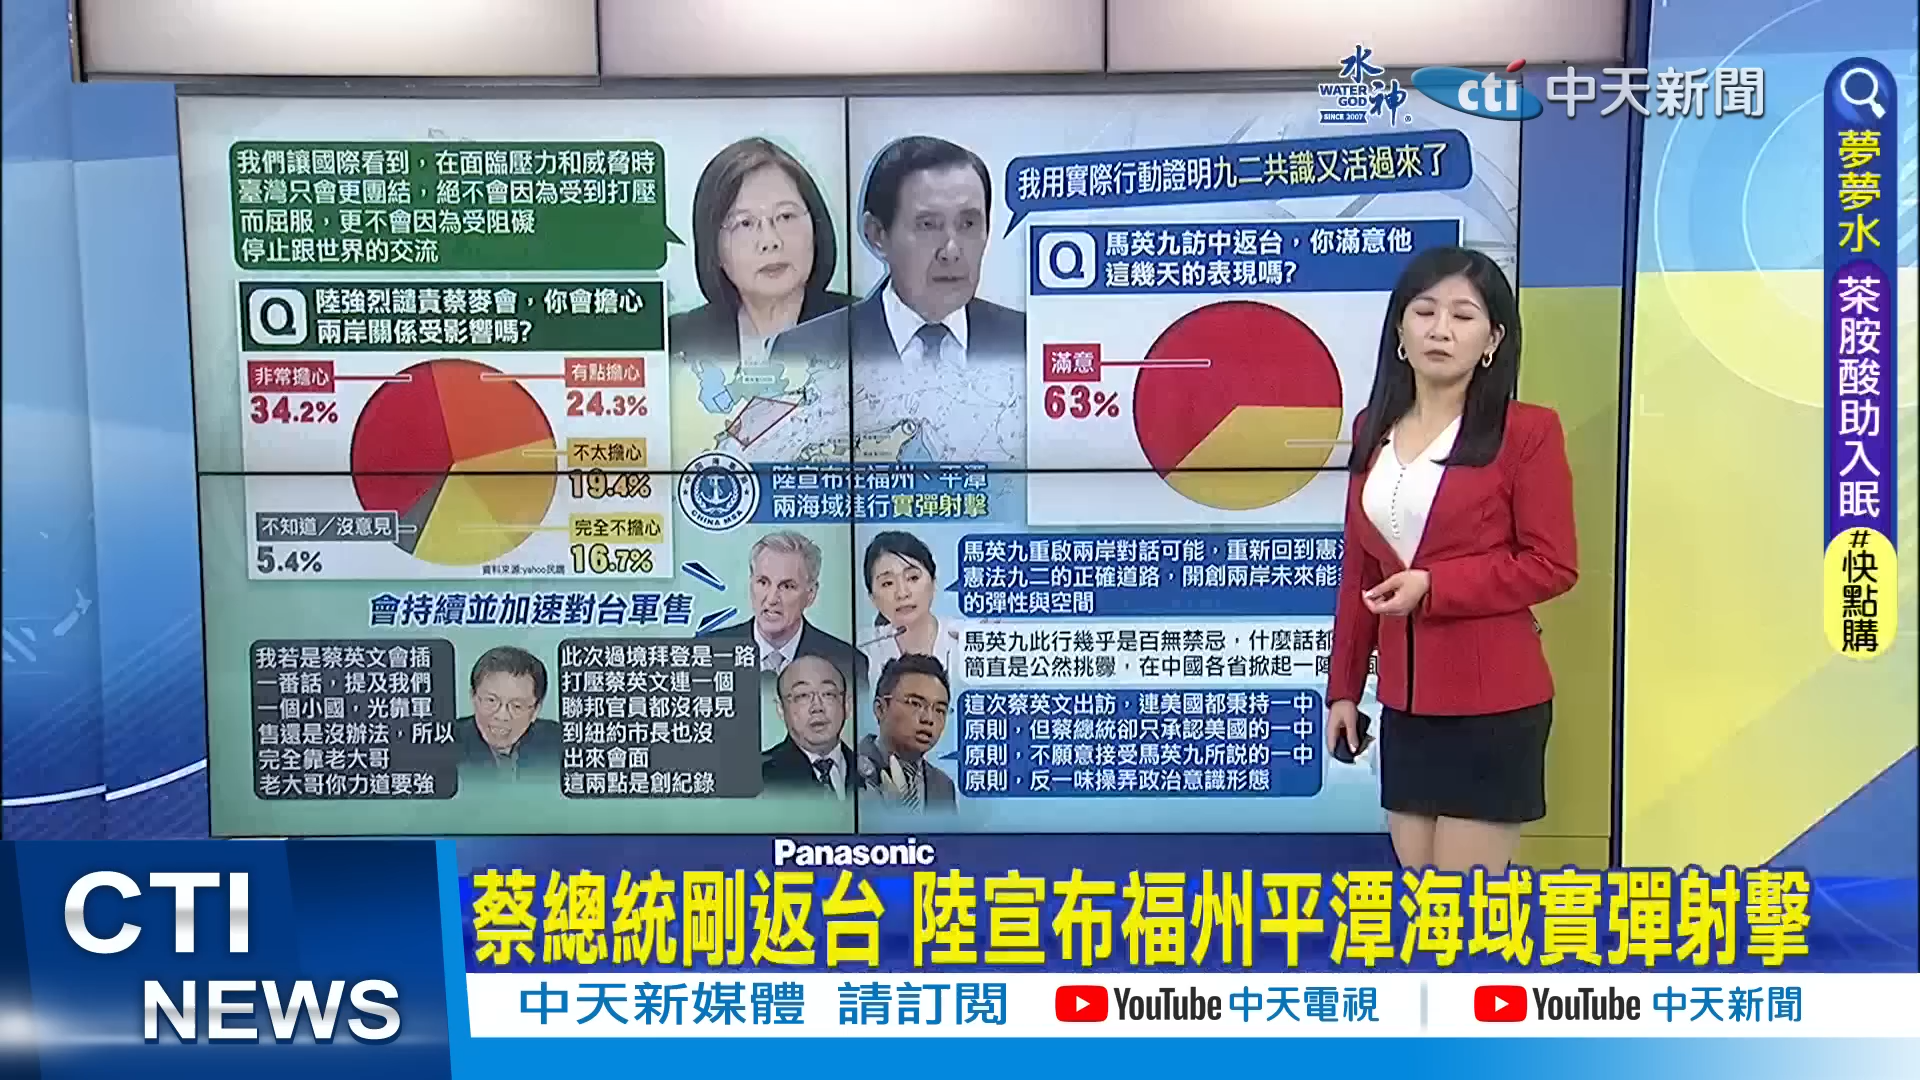 水神
WATER GOD
SINCE 2007
cti 中天新聞
夢夢水
茶胺酸助入眠
#快點購
我們讓國際看到，在面臨壓力和威脅時
臺灣只會更團結，絕不會因為受到打壓
而屈服，更不會因為受阻礙
停止跟世界的交流
Q
陸強烈譴責蔡麥會，你會擔心
兩岸關係受影響嗎?
非常擔心
34.2%
有點擔心
24.3%
不太擔心
19.4%
不知道／沒意見
5.4%
完全不擔心
16.7%
資料來源:yahoo民調
我用實際行動證明九二共識又活過來了
Q
馬英九訪中返台，你滿意他
這幾天的表現嗎?
滿意
63%
CHINA MSA
陸宣布在福州、平潭
兩海域進行實彈射擊
會持續並加速對台軍售
我若是蔡英文會插
一番話，提及我們
一個小國，光靠軍
售還是沒辦法，所以
完全靠老大哥
老大哥你力道要強
此次過境拜登是一路
打壓蔡英文連一個
聯邦官員都沒得見
到紐約市長也沒
出來會面
這兩點是創紀錄
馬英九重啟兩岸對話可能，重新回到憲
憲法九二的正確道路，開創兩岸未來能
的彈性與空間
馬英九此行幾乎是百無禁忌，什麼話都
簡直是公然挑釁，在中國各省掀起一陣
這次蔡英文出訪，連美國都秉持一中
原則，但蔡總統卻只承認美國的一中
原則，不願意接受馬英九所說的一中
原則，反一味操弄政治意識形態
Panasonic
CTI
NEWS
蔡總統剛返台 陸宣布福州平潭海域實彈射擊
中天新媒體 請訂閱 YouTube 中天電視 YouTube 中天新聞